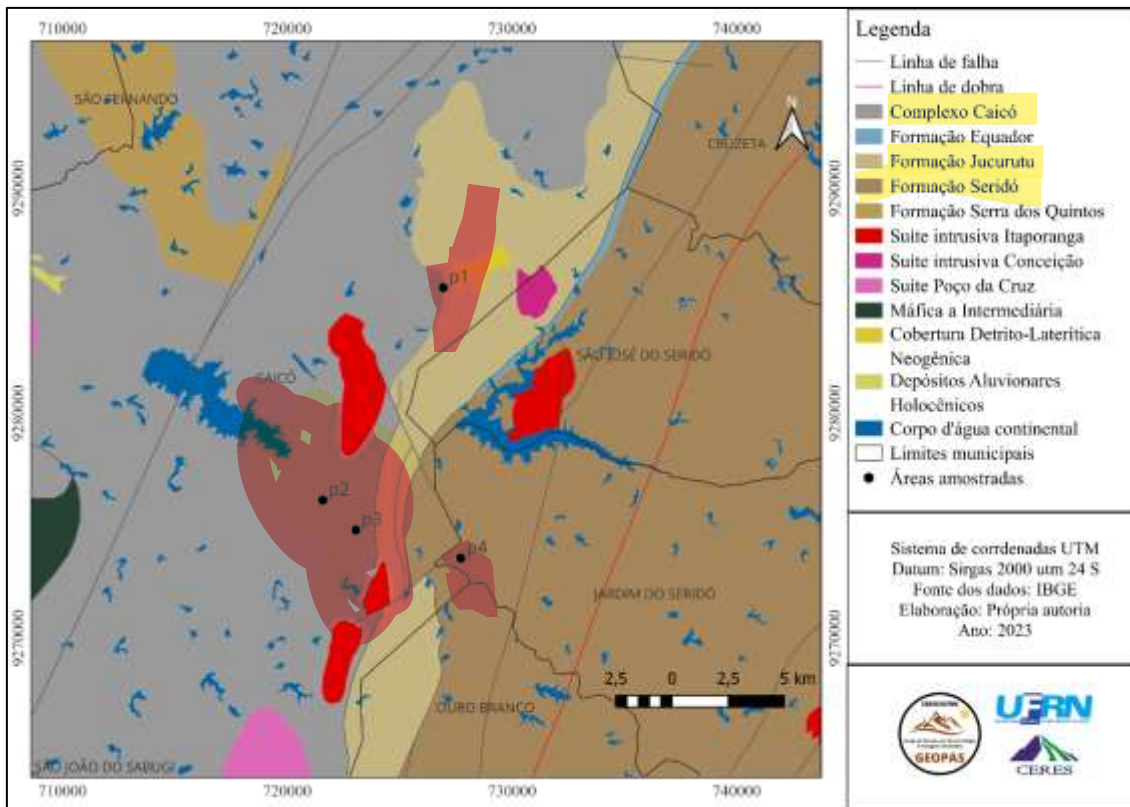 710000
720000
730000
740000
Legenda
Linha de falha
Linha de dobra
Complexo Caicó
Formação Equador
Formação Jucurutu
Formação Seridó
Formação Serra dos Quintos
Suíte intrusiva Itaporanga
Suíte intrusiva Conceição
Suíte Poço da Cruz
Máfica a Intermediária
Cobertura Detrito-Laterítica
Neogênica
Depósitos Aluvionares
Holocênicos
Corpo d'água continental
Limites municipais
Áreas amostradas
SÃO FERNANDO
CRUZETA
N
9290000
9290000
p1
SÃO JOSÉ DO SERIDÓ
CAICÓ
9280000
9280000
p2
p3
p4
JARDIM DO SERIDÓ
9270000
9270000
2,5 0 2,5 5 km
OURO BRANCO
SÃO JOÃO DO SABUGI
710000
720000
730000
740000
Sistema de corrdenadas UTM
Datum: Sirgas 2000 utm 24 S
Fonte dos dados: IBGE
Elaboração: Própria autoria
Ano: 2023
GEOPAS
UFRN
CERES